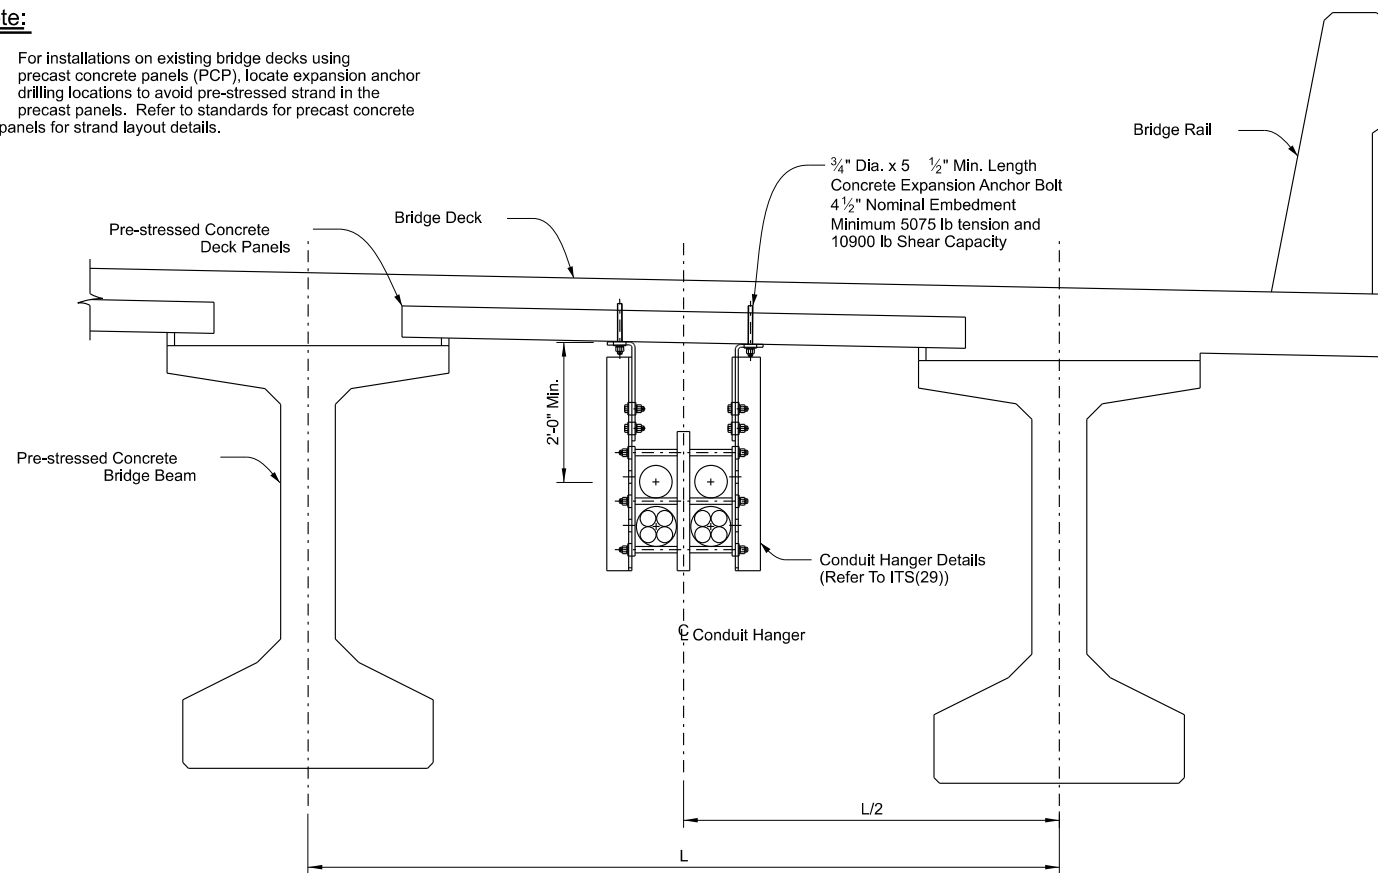 te:
For installations on existing bridge decks using
precast concrete panels (PCP), locate expansion anchor
drilling locations to avoid pre-stressed strand in the
precast panels.  Refer to standards for precast concrete
panels for strand layout details.
Bridge Rail
¾" Dia. x 5 ½" Min. Length
Concrete Expansion Anchor Bolt
4½" Nominal Embedment
Minimum 5075 lb tension and
10900 lb Shear Capacity
Bridge Deck
Pre-stressed Concrete
Deck Panels
2'-0" Min.
Pre-stressed Concrete
Bridge Beam
Conduit Hanger Details
(Refer To ITS(29))
℄ Conduit Hanger
L/2
L